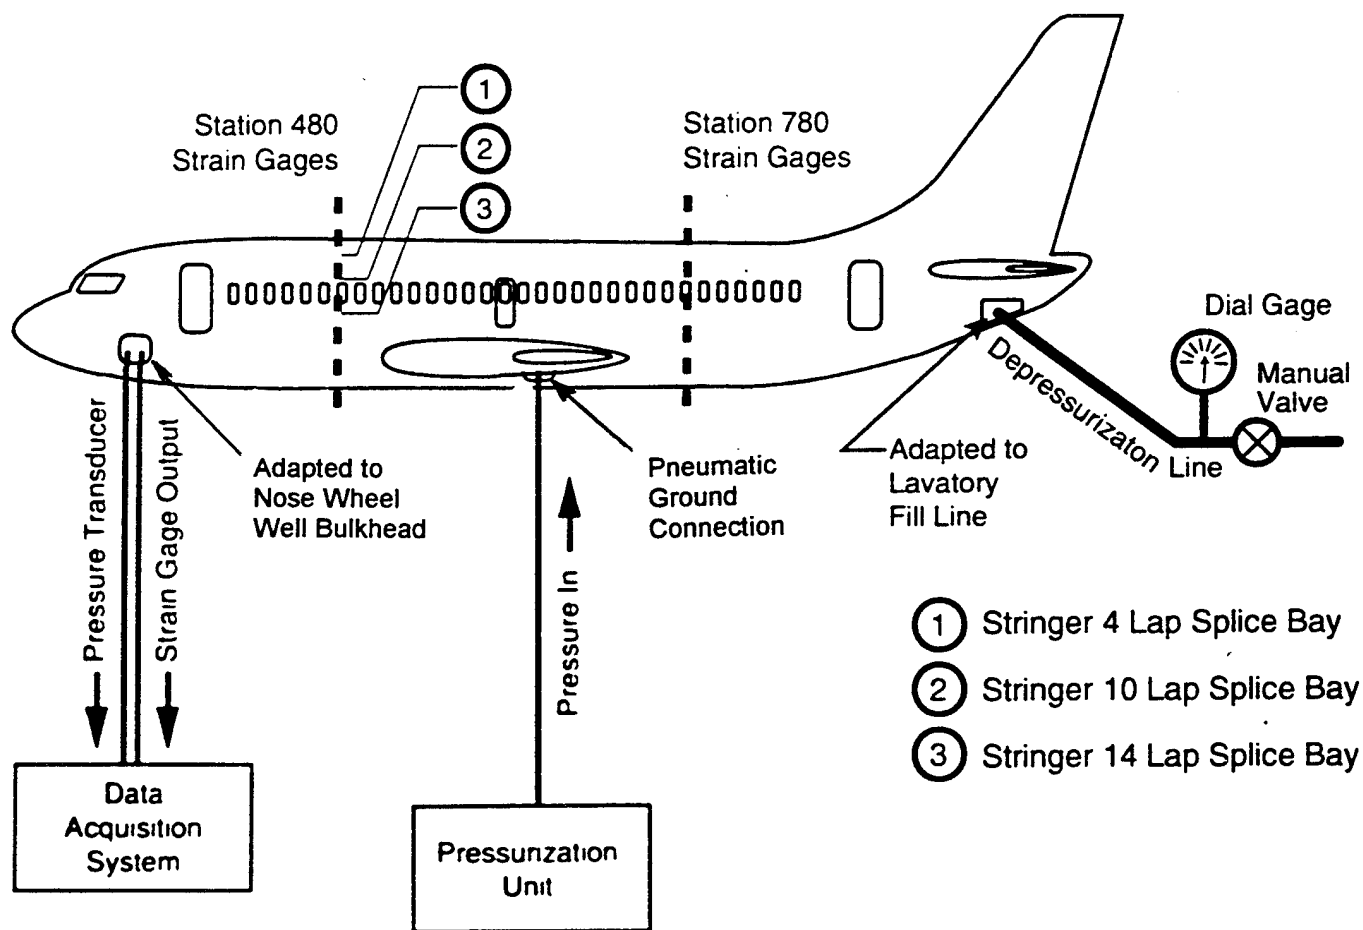 1
Station 480
Strain Gages
2
3
Station 780
Strain Gages
Dial Gage
Manual
Valve
Depressurizaton Line
Adapted to
Nose Wheel
Well Bulkhead
Pneumatic
Ground
Connection
Adapted to
Lavatory
Fill Line
Pressure Transducer
Strain Gage Output
Pressure In
1 Stringer 4 Lap Splice Bay
2 Stringer 10 Lap Splice Bay
3 Stringer 14 Lap Splice Bay
Data
Acquisition
System
Pressurization
Unit